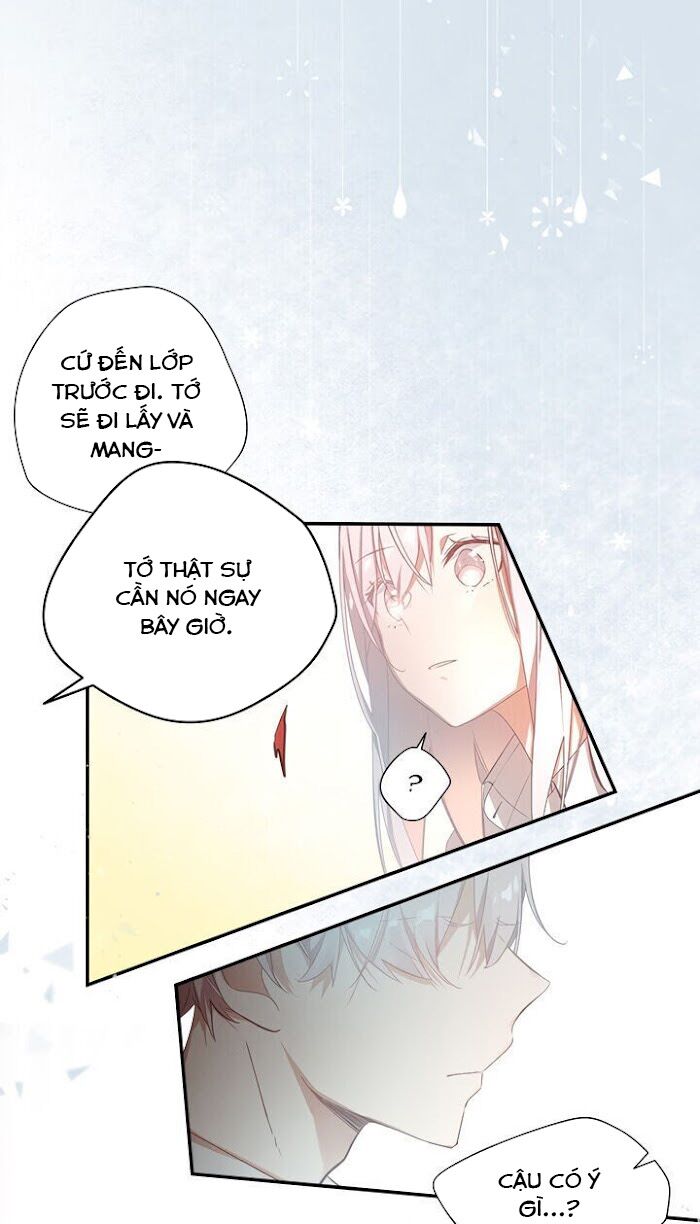 CỨ ĐẾN LỚP
TRƯỚC ĐI. TỚ
SẼ ĐI LẤY VÀ
MANG-
TỚ THẬT SỰ
CẦN NÓ NGAY
BÂY GIỜ.
?
CẬU CÓ Ý
GÌ...?